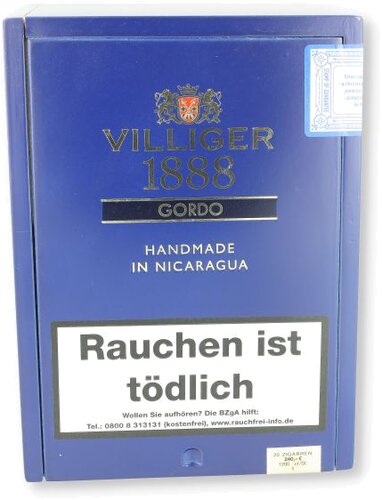 VILLIGER
1888
GORDO
HANDMADE
IN NICARAGUA
Rauchen ist
tödlich
Wollen Sie aufhören? Die BZgA hilft:
Tel.: 0800 8 313131 (kostenfrei), www.rauchfrei-info.de
20 ZIGARREN
240,- €